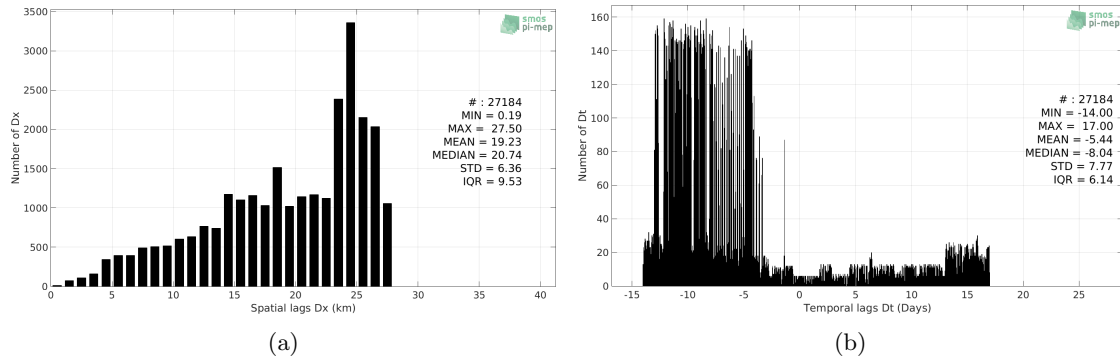 smos
pi-mep
3500
3000
2500
2000
1500
1000
500
0
Number of Dx
# : 27184
MIN = 0.19
MAX = 27.50
MEAN = 19.23
MEDIAN = 20.74
STD = 6.36
IQR = 9.53
0 5 10 15 20 25 30 35 40
Spatial lags Dx (km)
(a)
smos
pi-mep
160
140
120
100
80
60
40
20
0
Number of Dt
# : 27184
MIN = -14.00
MAX = 17.00
MEAN = -5.44
MEDIAN = -8.04
STD = 7.77
IQR = 6.14
-15 -10 -5 0 5 10 15 20 25
Temporal lags Dt (Days)
(b)